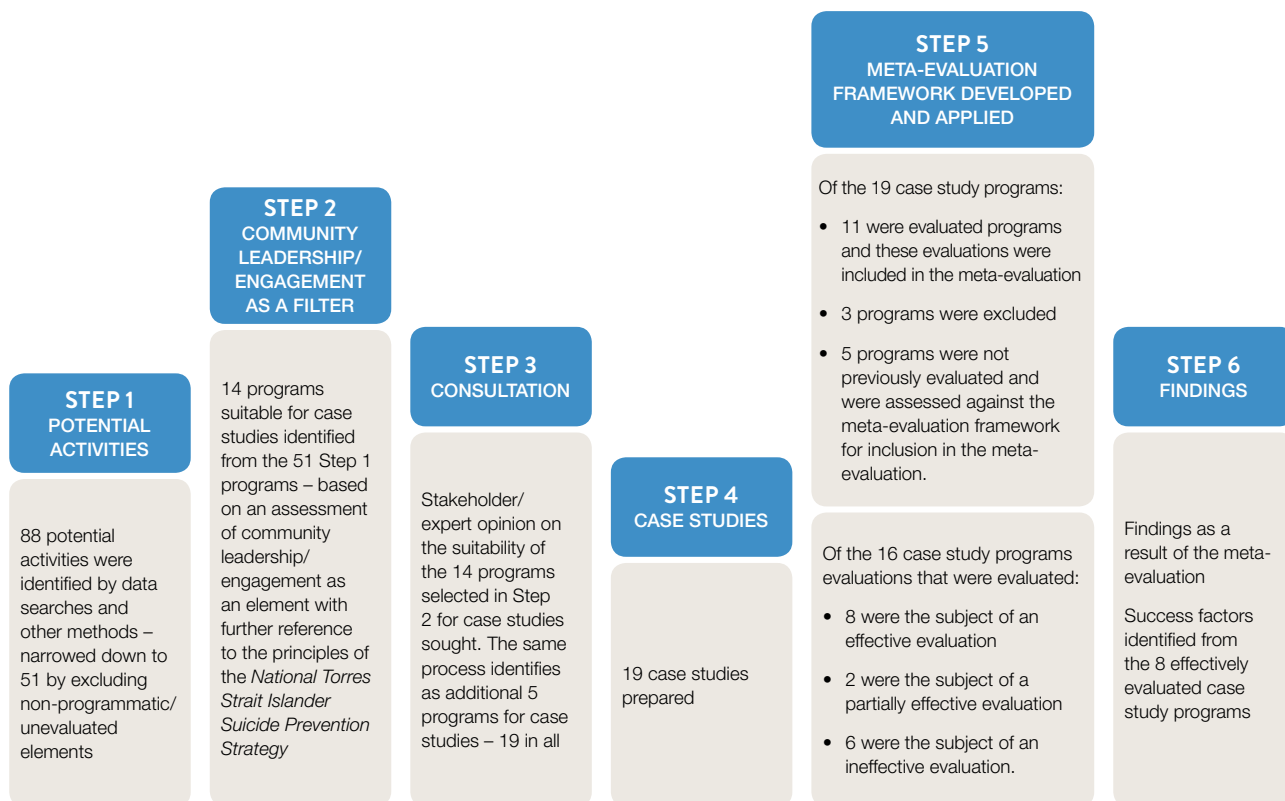 STEP 1
POTENTIAL
ACTIVITIES
88 potential
activities were
identified by data
searches and
other methods –
narrowed down to
51 by excluding
non-programmatic/
unevaluated
elements
STEP 2
COMMUNITY
LEADERSHIP/
ENGAGEMENT
AS A FILTER
14 programs
suitable for case
studies identified
from the 51 Step 1
programs – based
on an assessment
of community
leadership/
engagement as
an element with
further reference
to the principles of
the National Torres
Strait Islander
Suicide Prevention
Strategy
STEP 3
CONSULTATION
Stakeholder/
expert opinion on
the suitability of
the 14 programs
selected in Step
2 for case studies
sought. The same
process identifies
as additional 5
programs for case
studies – 19 in all
STEP 4
CASE STUDIES
19 case studies
prepared
STEP 5
META-EVALUATION
FRAMEWORK DEVELOPED
AND APPLIED
Of the 19 case study programs:
• 11 were evaluated programs
and these evaluations were
included in the meta-evaluation
• 3 programs were excluded
• 5 programs were not
previously evaluated and
were assessed against the
meta-evaluation framework
for inclusion in the meta-
evaluation.
Of the 16 case study programs
evaluations that were evaluated:
• 8 were the subject of an
effective evaluation
• 2 were the subject of a
partially effective evaluation
• 6 were the subject of an
ineffective evaluation.
STEP 6
FINDINGS
Findings as a
result of the meta-
evaluation
Success factors
identified from
the 8 effectively
evaluated case
study programs